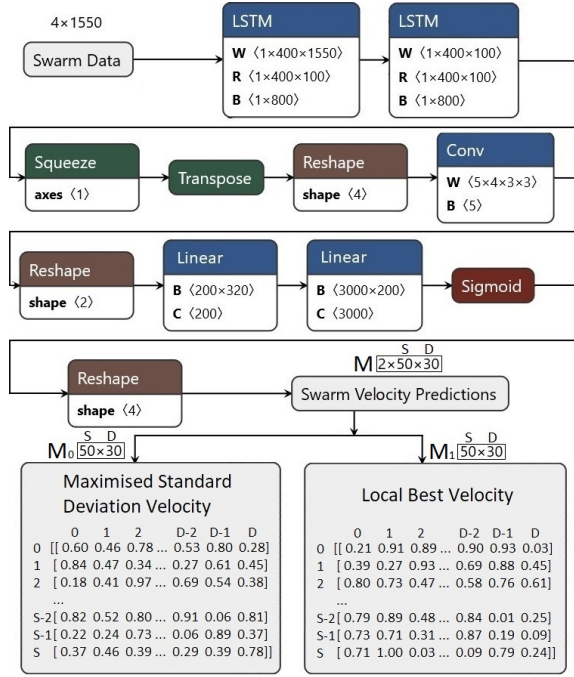 4×1550
Swarm Data
LSTM
W ⟨1×400×1550⟩
R ⟨1×400×100⟩
B ⟨1×800⟩
LSTM
W ⟨1×400×100⟩
R ⟨1×400×100⟩
B ⟨1×800⟩
Squeeze
axes ⟨1⟩
Transpose
Reshape
shape ⟨4⟩
Conv
W ⟨5×4×3×3⟩
B ⟨5⟩
Reshape
shape ⟨2⟩
Linear
B ⟨200×320⟩
C ⟨200⟩
Linear
B ⟨3000×200⟩
C ⟨3000⟩
Sigmoid
Reshape
shape ⟨4⟩
S D
M 2×50×30
Swarm Velocity Predictions
S D
M₀ 50×30
Maximised Standard
Deviation Velocity
0 1 2 D-2 D-1 D
0 [[ 0.60 0.46 0.78 ... 0.53 0.80 0.28]
1 [ 0.84 0.47 0.34 ... 0.27 0.61 0.45]
2 [ 0.18 0.41 0.97 ... 0.69 0.54 0.38]
...
S-2 [ 0.82 0.52 0.80 ... 0.91 0.06 0.81]
S-1 [ 0.22 0.24 0.73 ... 0.06 0.89 0.37]
S [ 0.37 0.46 0.39 ... 0.29 0.39 0.78]]
S D
M₁ 50×30
Local Best Velocity
0 1 2 D-2 D-1 D
0 [[ 0.21 0.91 0.89 ... 0.90 0.93 0.03]
1 [ 0.39 0.27 0.93 ... 0.69 0.88 0.45]
2 [ 0.80 0.73 0.47 ... 0.58 0.76 0.61]
...
S-2 [ 0.79 0.89 0.48 ... 0.84 0.01 0.25]
S-1 [ 0.73 0.71 0.31 ... 0.87 0.19 0.09]
S [ 0.71 1.00 0.03 ... 0.09 0.79 0.24]]